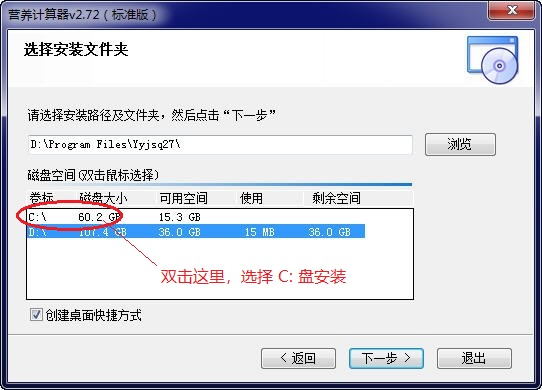 营养计算器v2.72（标准版）
选择安装文件夹
请选择安装路径及文件夹，然后点击“下一步”
D:\Program Files\Yyjsq27\
浏览
磁盘空间(双击鼠标选择)
卷标 磁盘大小 可用空间 使用 剩余空间
C:\ 60.2 GB 15.3 GB
D:\ 107.4 GB 36.0 GB 15 MB 36.0 GB
双击这里，选择 C: 盘安装
创建桌面快捷方式
< 返回 下一步 > 退出